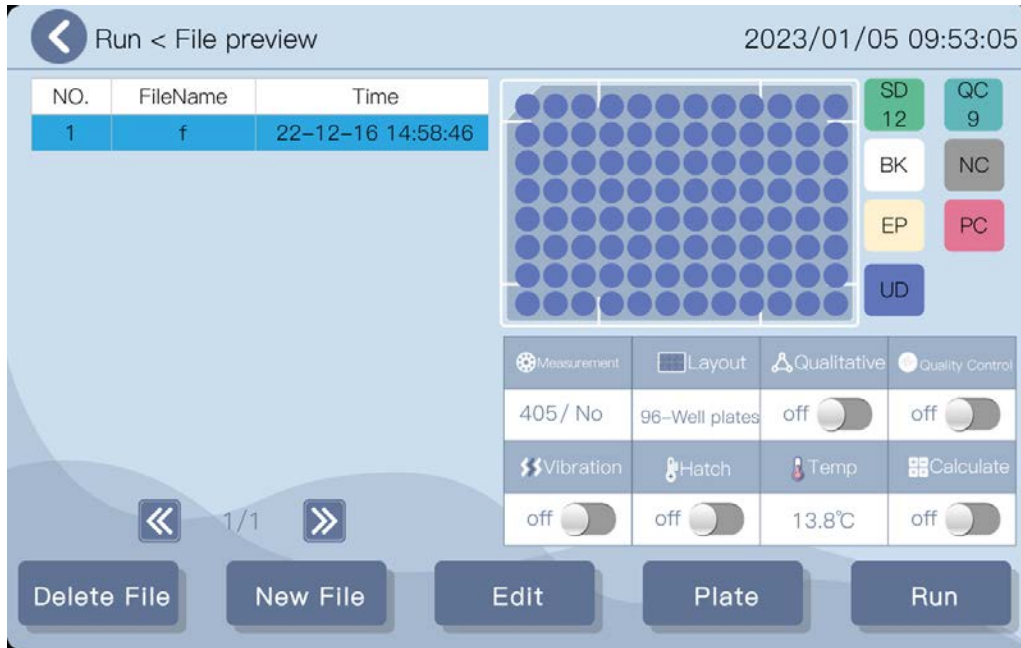 Run < File preview 2023/01/05 09:53:05
NO. FileName Time
1 f 22-12-16 14:58:46
SD 12
QC 9
BK NC
EP PC
UD
Measurement Layout Qualitative Quality Control
405/ No 96-Well plates off off
Vibration Hatch Temp Calculate
off off 13.8℃ off
1/1
Delete File New File Edit Plate Run